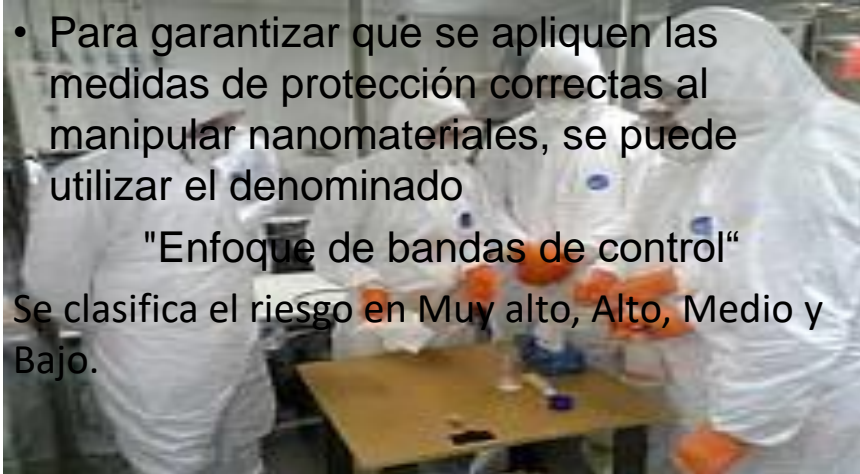 • Para garantizar que se apliquen las
medidas de protección correctas al
manipular nanomateriales, se puede
utilizar el denominado
"Enfoque de bandas de control“
Se clasifica el riesgo en Muy alto, Alto, Medio y
Bajo.